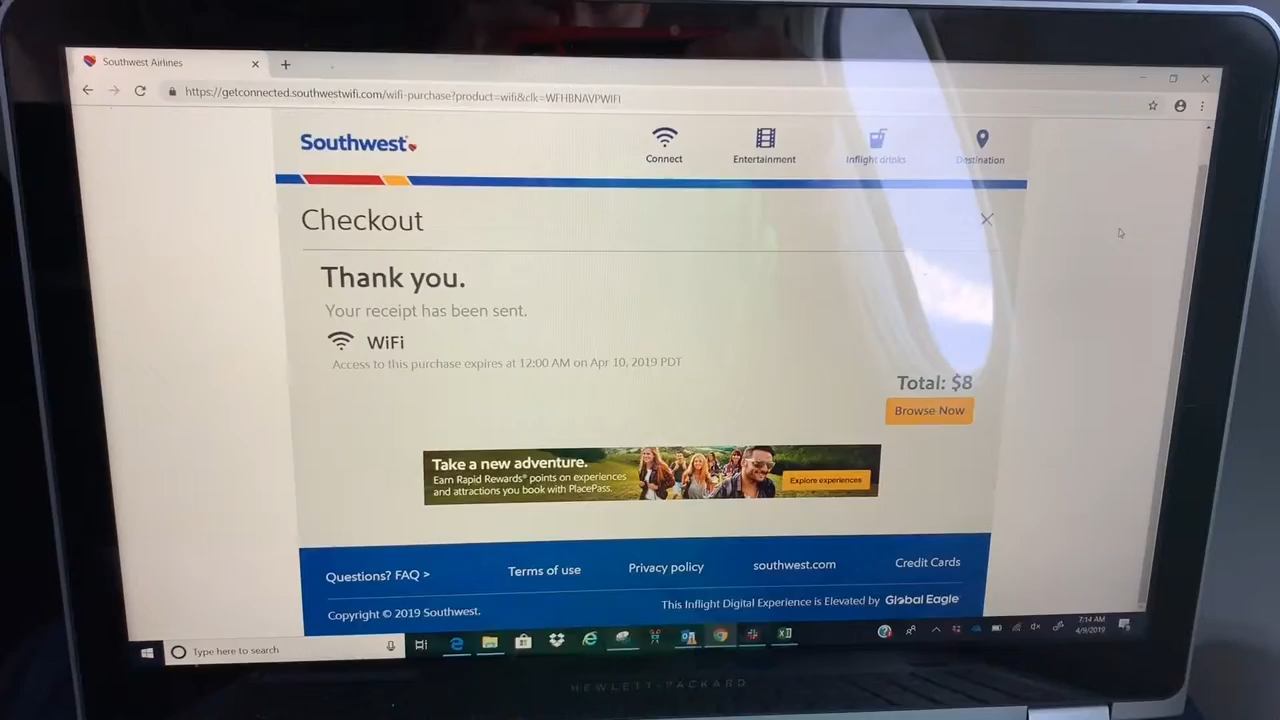 Southwest Airlines
https://getconnected.southwestwifi.com/wifi-purchase?product=wifi&clk=WFHBNAVPWIFI
Southwest
Connect
Entertainment
Inflight drinks
Destination
Checkout
Thank you.
Your receipt has been sent.
WiFi
Access to this purchase expires at 12:00 AM on Apr 10, 2019 PDT
Total: $8
Browse Now
Take a new adventure.
Earn Rapid Rewards® points on experiences
and attractions you book with PlacePass.
Explore experiences
Questions? FAQ >
Terms of use
Privacy policy
southwest.com
Credit Cards
Copyright © 2019 Southwest.
This Inflight Digital Experience is Elevated by Global Eagle
Type here to search
7:14 AM
4/9/2019
HEWLETT-PACKARD